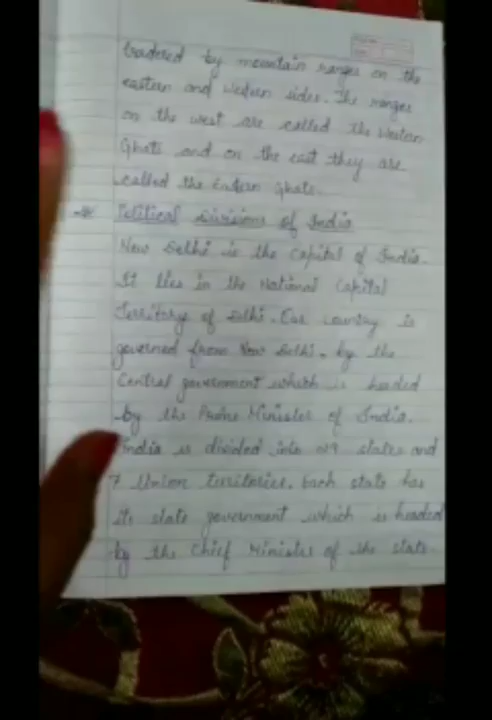 bordered by mountain ranges on the
eastern and western sides. The ranges
on the west are called the Western
Ghats and on the east they are
called the Eastern Ghats.
Political Divisions of India
New Delhi is the capital of India.
It lies in the National Capital
Territory of Delhi. Our country is
governed from New Delhi, by the
Central government which is headed
by the Prime Minister of India.
India is divided into 29 states and
7 Union territories. Each state has
its state government which is headed
by the Chief Minister of the state.